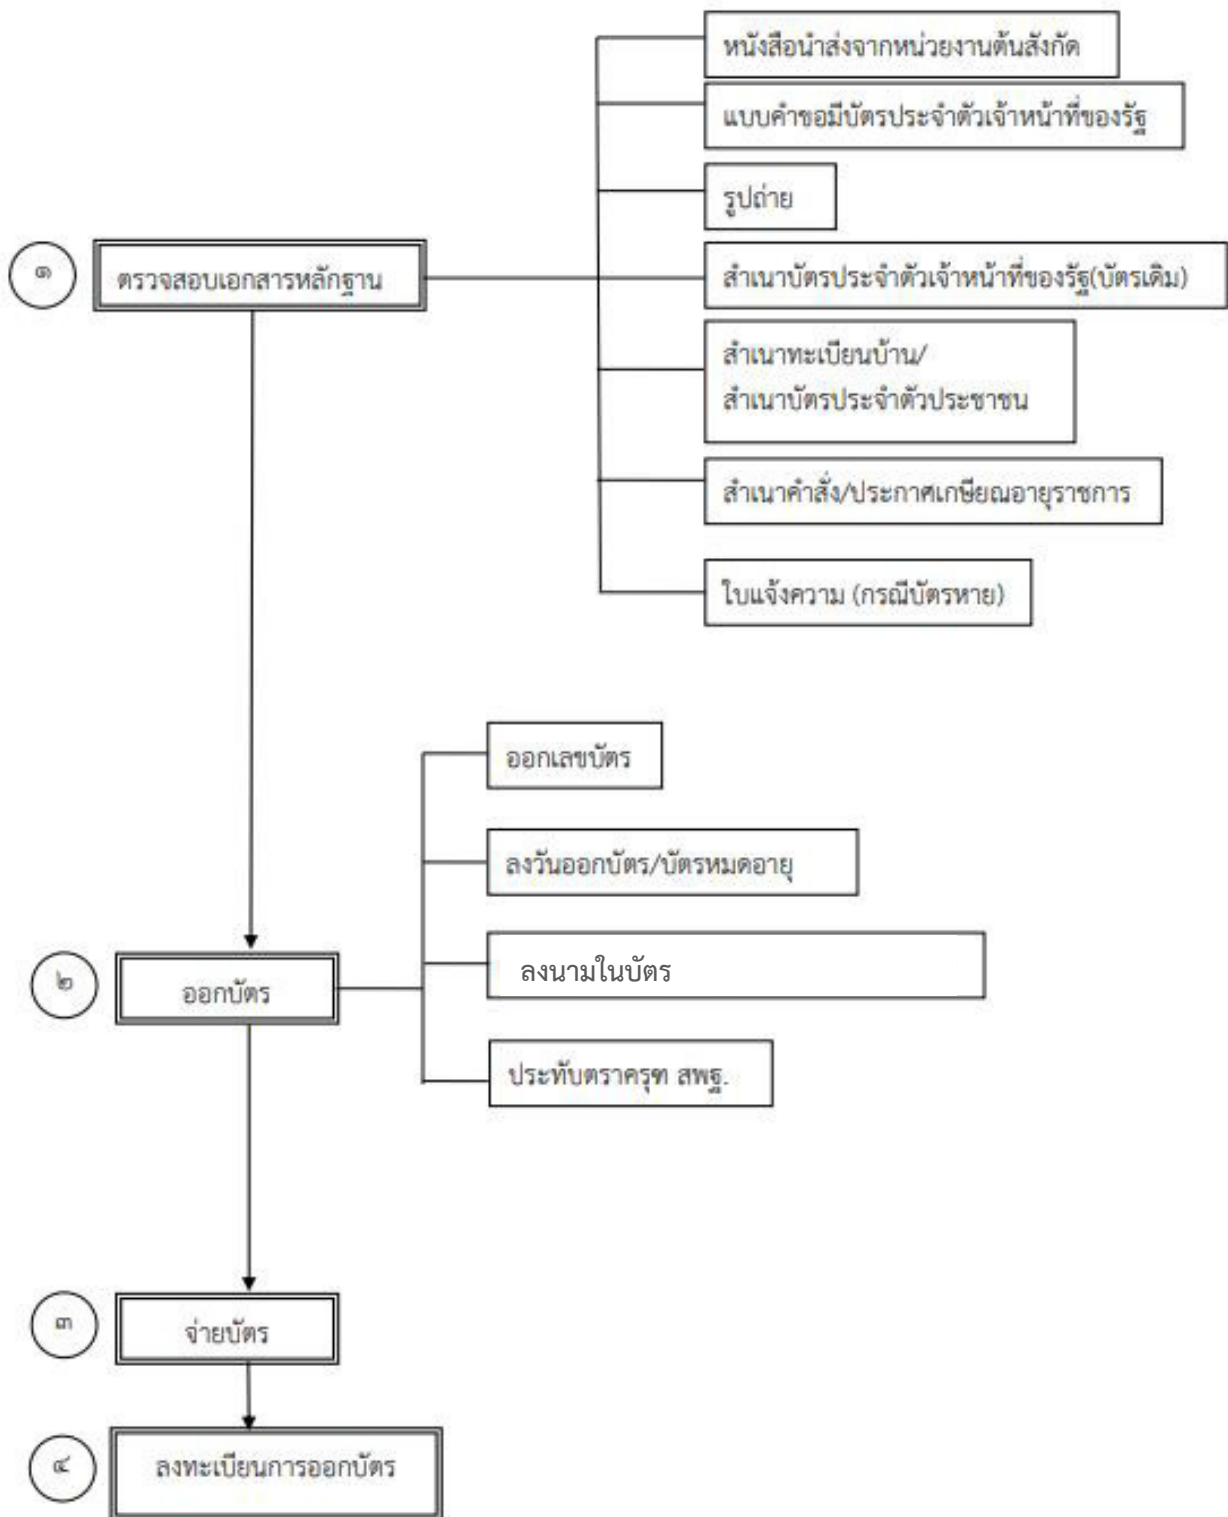 หนังสือนำส่งจากหน่วยงานต้นสังกัด
แบบคำขอมีบัตรประจำตัวเจ้าหน้าที่ของรัฐ
รูปถ่าย
๑
ตรวจสอบเอกสารหลักฐาน
สำเนาบัตรประจำตัวเจ้าหน้าที่ของรัฐ(บัตรเดิม)
สำเนาทะเบียนบ้าน/
สำเนาบัตรประจำตัวประชาชน
สำเนาคำสั่ง/ประกาศเกษียณอายุราชการ
ใบแจ้งความ (กรณีบัตรหาย)
ออกเลขบัตร
ลงวันออกบัตร/บัตรหมดอายุ
๒
ออกบัตร
ลงนามในบัตร
ประทับตราครุฑ สพฐ.
๓
จ่ายบัตร
๔
ลงทะเบียนการออกบัตร